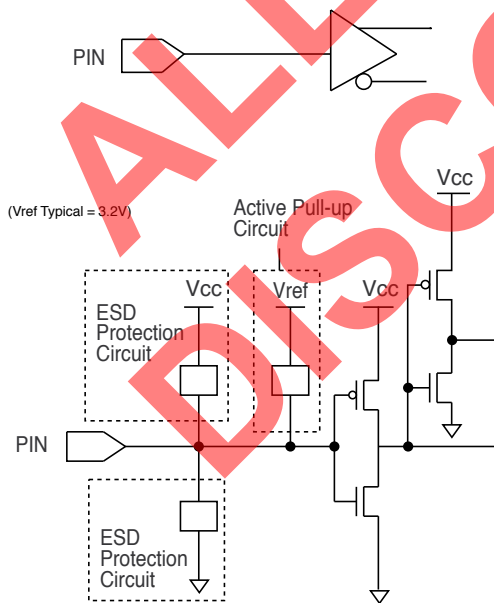 PIN
Vcc
(Vref Typical = 3.2V)
Active Pull-up
Circuit
Vcc
Vref
Vcc
ESD
Protection
Circuit
PIN
ESD
Protection
Circuit
ALL
DISC